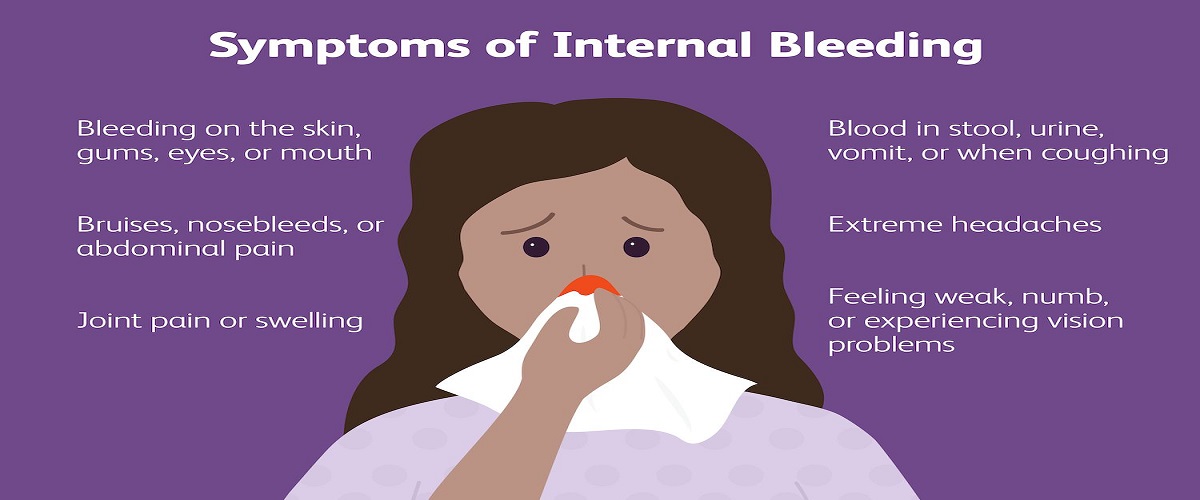 Symptoms of Internal Bleeding
Bleeding on the skin,
gums, eyes, or mouth
Bruises, nosebleeds, or
abdominal pain
Joint pain or swelling
Blood in stool, urine,
vomit, or when coughing
Extreme headaches
Feeling weak, numb,
or experiencing vision
problems